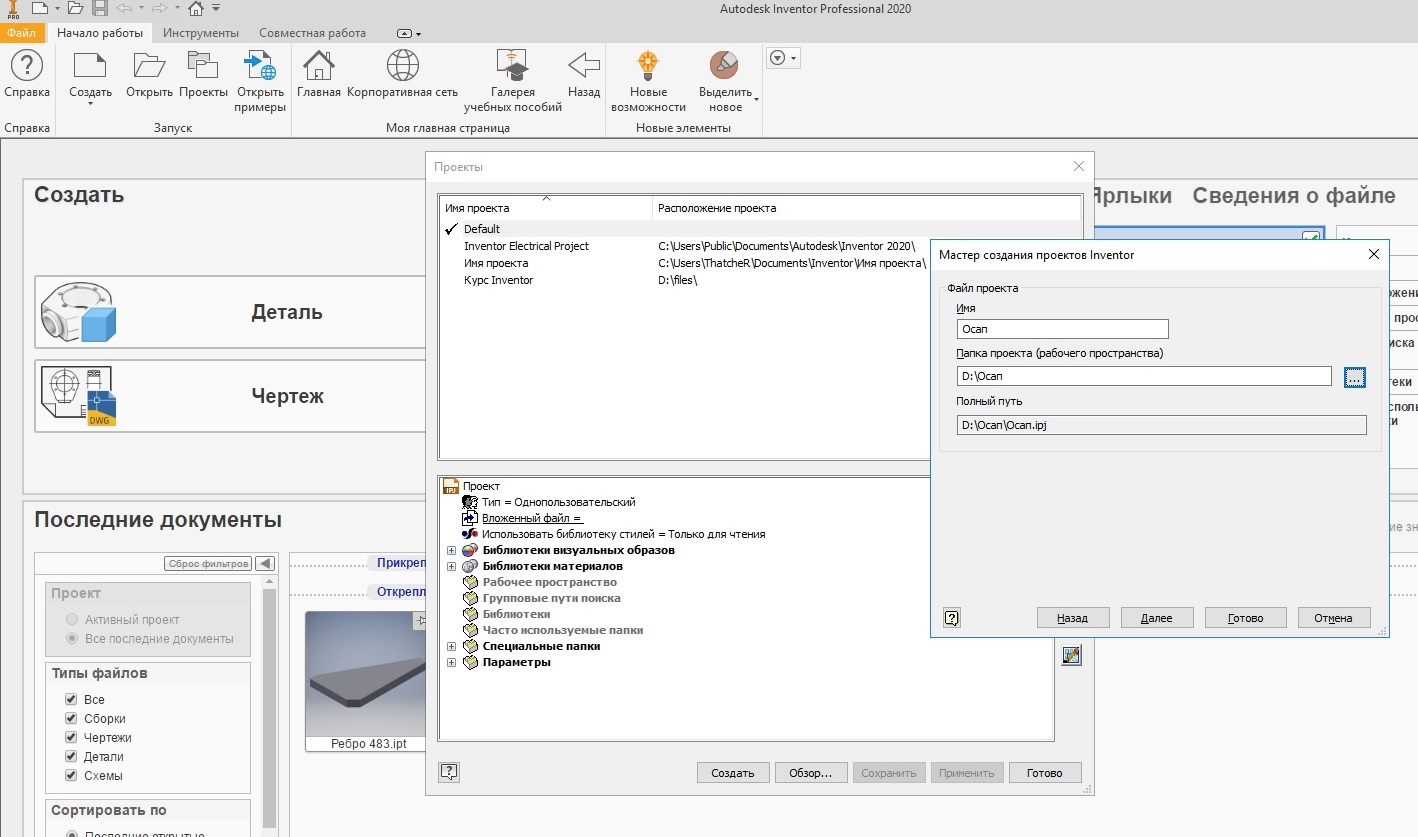 Autodesk Inventor Professional 2020
PRO
Файл Начало работы Инструменты Совместная работа
Справка Создать Открыть Проекты Открыть примеры Главная Корпоративная сеть Галерея учебных пособий Назад Новые возможности Выделить новое
Справка Запуск Моя главная страница Новые элементы
Создать
Деталь
Чертеж
DWG
Последние документы
Сброс фильтров
Проект
Активный проект
Все последние документы
Типы файлов
Все
Сборки
Чертежи
Детали
Схемы
Сортировать по
Последние открытые
Прикреп
Открепл
Ребро 483.ipt
Проекты
Имя проекта Расположение проекта
Default
Inventor Electrical Project C:\Users\Public\Documents\Autodesk\Inventor 2020\
Имя проекта C:\Users\ThatcheR\Documents\Inventor\Имя проекта\
Курс Inventor D:\files\
IPJ Проект
Тип = Однопользовательский
Вложенный файл =
Использовать библиотеку стилей = Только для чтения
Библиотеки визуальных образов
Библиотеки материалов
Рабочее пространство
Групповые пути поиска
Библиотеки
Часто используемые папки
Специальные папки
Параметры
Создать Обзор... Сохранить Применить Готово
Ярлыки Сведения о файле
Мастер создания проектов Inventor
Файл проекта
Имя
Осап
Папка проекта (рабочего пространства)
D:\Осап
...
Полный путь
D:\Осап\Осап.ipj
Назад Далее Готово Отмена